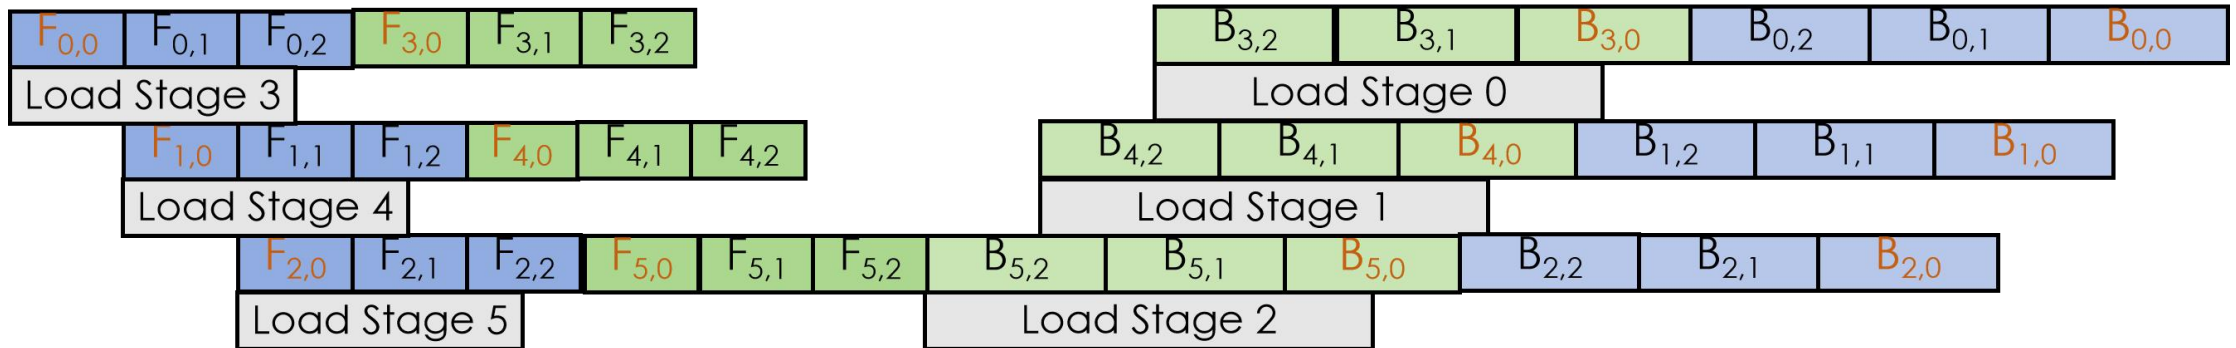 F0,0 F0,1 F0,2 F3,0 F3,1 F3,2 B3,2 B3,1 B3,0 B0,2 B0,1 B0,0
Load Stage 3 Load Stage 0
F1,0 F1,1 F1,2 F4,0 F4,1 F4,2 B4,2 B4,1 B4,0 B1,2 B1,1 B1,0
Load Stage 4 Load Stage 1
F2,0 F2,1 F2,2 F5,0 F5,1 F5,2 B5,2 B5,1 B5,0 B2,2 B2,1 B2,0
Load Stage 5 Load Stage 2